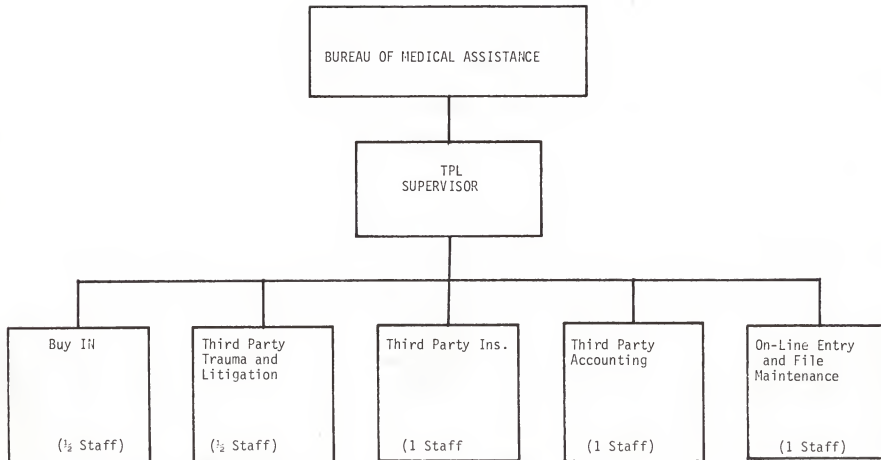 BUREAU OF MEDICAL ASSISTANCE
TPL
SUPERVISOR
Buy IN
(½ Staff)
Third Party
Trauma and
Litigation
(½ Staff)
Third Party Ins.
(1 Staff
Third Party
Accounting
(1 Staff)
On-Line Entry
and File
Maintenance
(1 Staff)